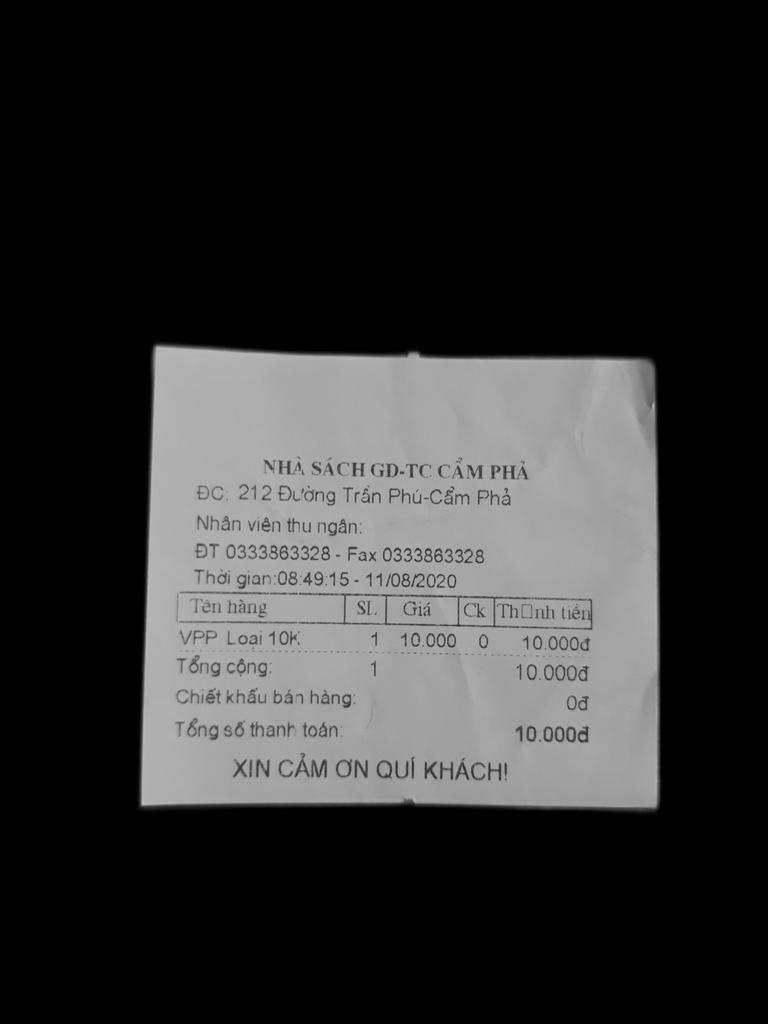 NHÀ SÁCH GD-TC CẨM PHẢ
ĐC: 212 Đường Trần Phú-Cẩm Phả
Nhân viên thu ngân:
ĐT 0333863328 - Fax 0333863328
Thời gian:08:49:15 - 11/08/2020
Tên hàng SL Giá Ck Th□nh tiền
VPP Loại 10K 1 10.000 0 10.000đ
Tổng cộng: 1 10.000đ
Chiết khấu bán hàng: 0đ
Tổng số thanh toán: 10.000đ
XIN CẢM ƠN QUÍ KHÁCH!